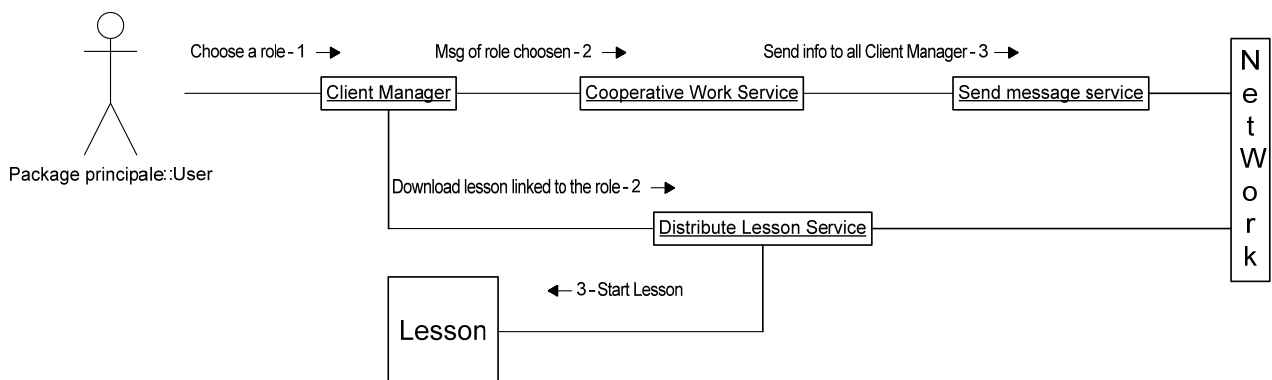 Choose a role - 1
Msg of role choosen - 2
Send info to all Client Manager - 3
Client Manager
Cooperative Work Service
Send message service
NetWork
Package principale::User
Download lesson linked to the role - 2
Distribute Lesson Service
3 - Start Lesson
Lesson